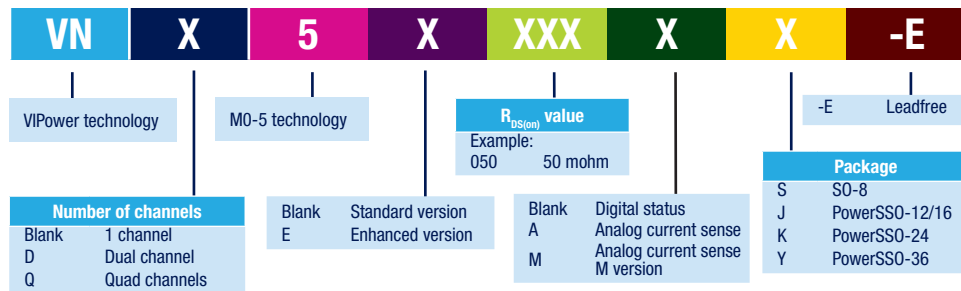 VN X 5 X XXX X X -E
VIPower technology
M0-5 technology
RDS(on) value
Example:
050 50 mohm
-E Leadfree
Number of channels
Blank 1 channel
D Dual channel
Q Quad channels
Blank Standard version
E Enhanced version
Blank Digital status
A Analog current sense
M Analog current sense
M version
Package
S SO-8
J PowerSSO-12/16
K PowerSSO-24
Y PowerSSO-36